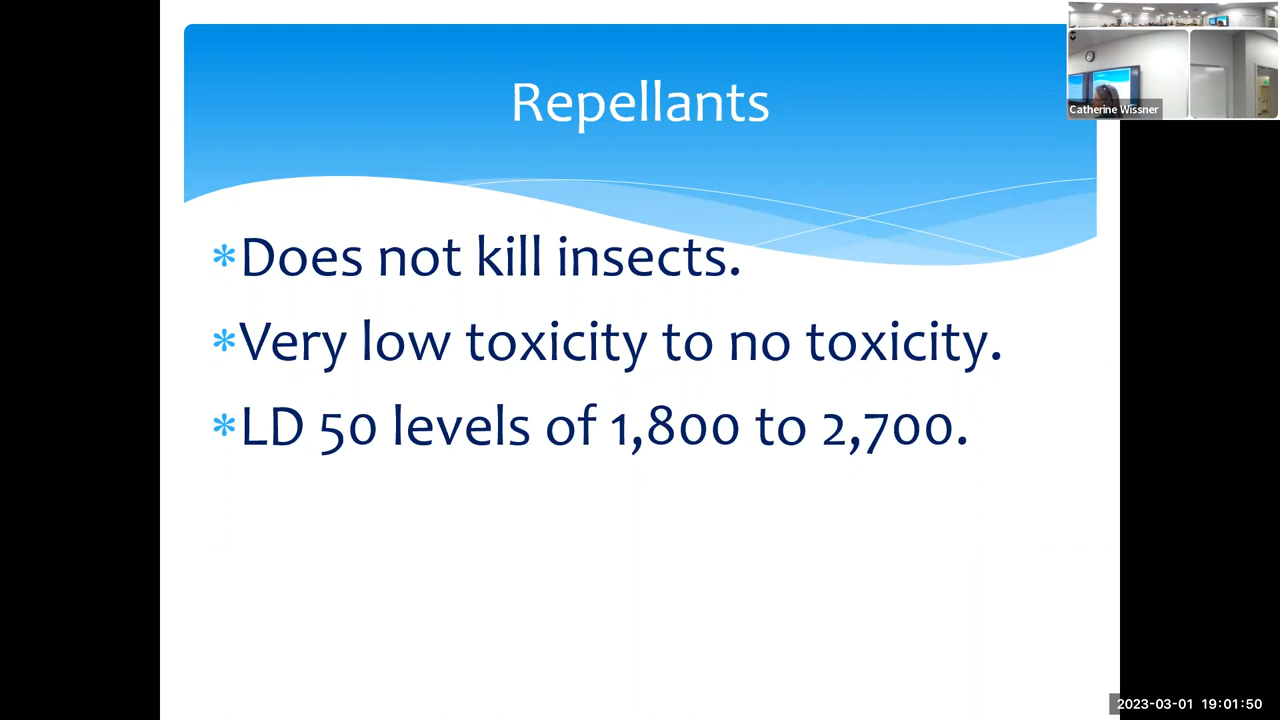 Repellants
Catherine Wissner
*Does not kill insects.
*Very low toxicity to no toxicity.
*LD 50 levels of 1,800 to 2,700.
2023-03-01 19:01:50